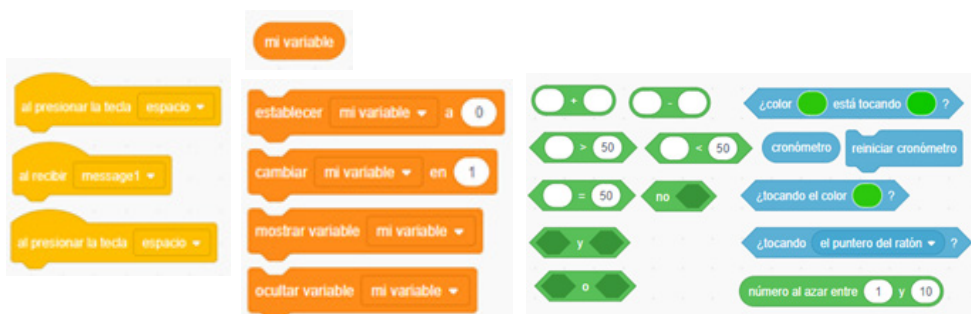 al presionar la tecla espacio
al recibir message1
al presionar la tecla espacio
mi variable
establecer mi variable a 0
cambiar mi variable en 1
mostrar variable mi variable
ocultar variable mi variable
+
-
> 50
< 50
= 50
no
y
o
¿color está tocando ?
cronómetro
reiniciar cronómetro
¿tocando el color ?
¿tocando el puntero del ratón ?
número al azar entre 1 y 10